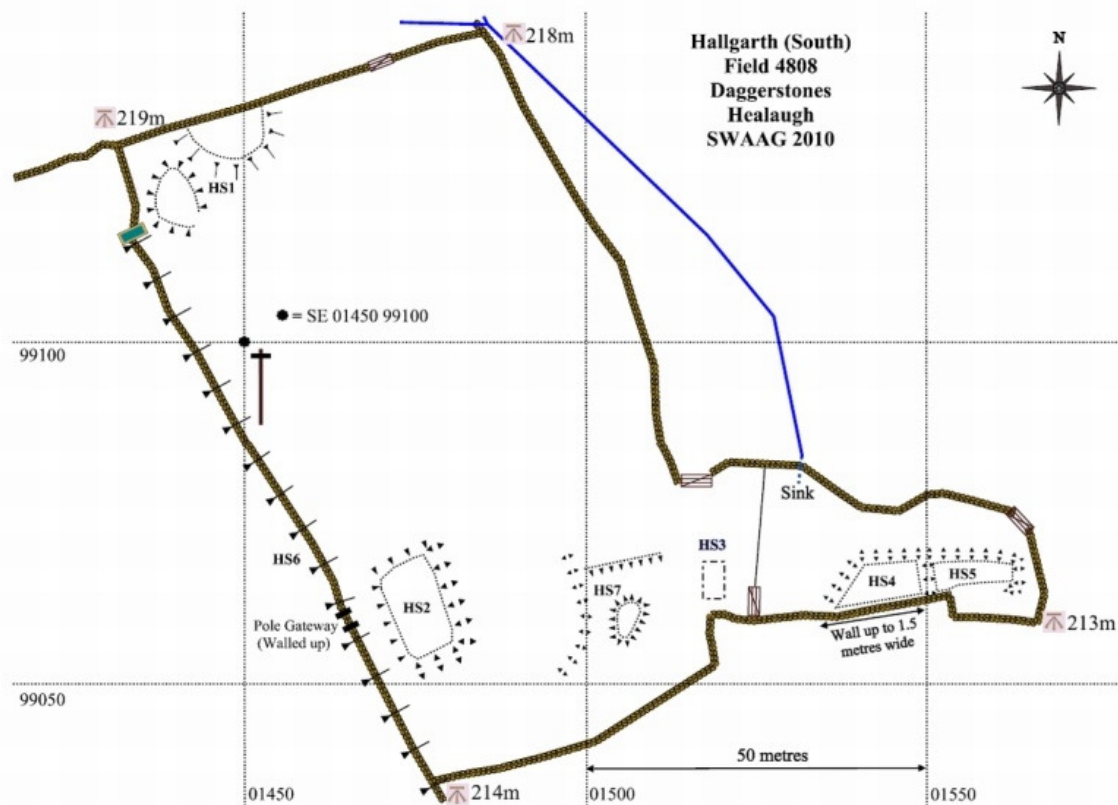 218m
Hallgarth (South)
Field 4808
Daggerstones
Healaugh
SWAAG 2010
N
219m
HS1
= SE 01450 99100
99100
Sink
HS6
HS2
HS7
HS3
HS4
HS5
Pole Gateway
(Walled up)
Wall up to 1.5
metres wide
213m
99050
50 metres
214m
01450
01500
01550